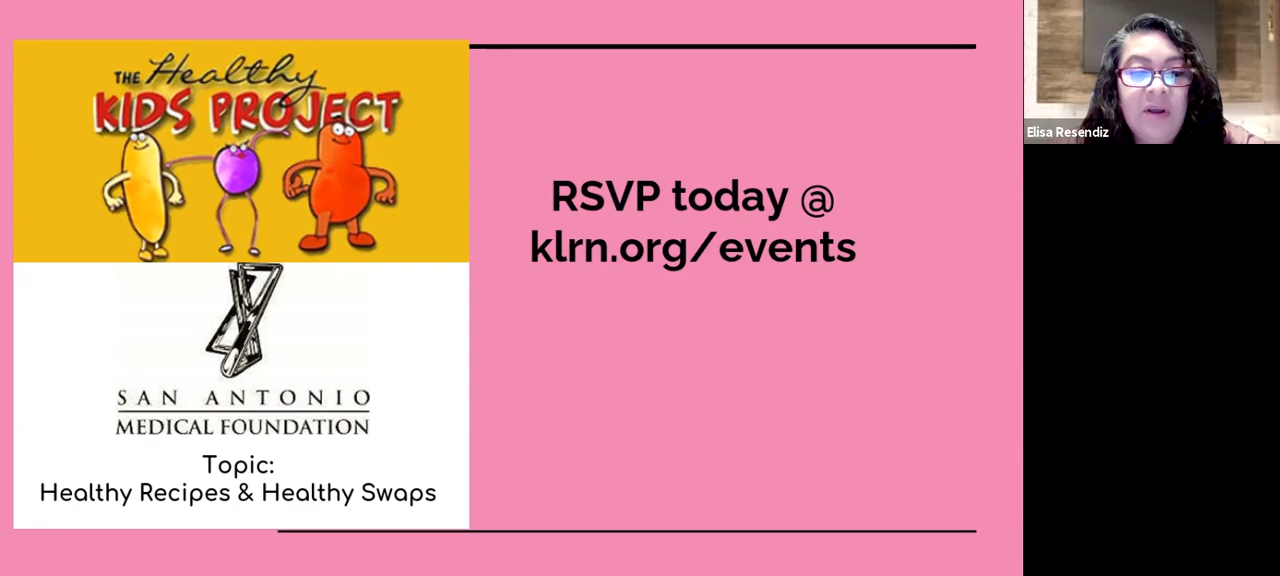 THE Healthy
KIDS PROJECT
SAN ANTONIO
MEDICAL FOUNDATION
Topic:
Healthy Recipes & Healthy Swaps
RSVP today @
klrn.org/events
Elisa Resendiz